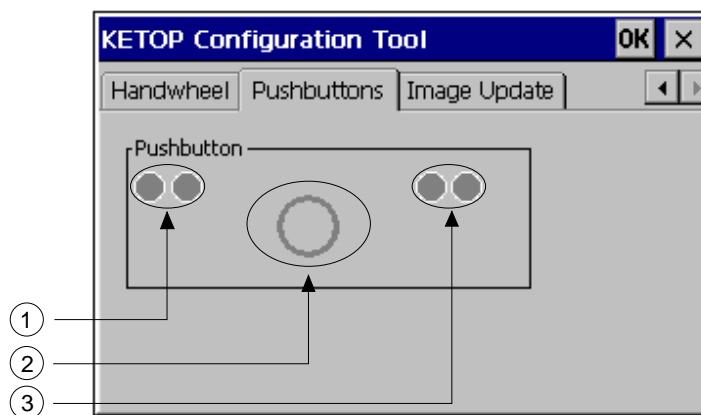 KETOP Configuration Tool OK ×
Handwheel Pushbuttons Image Update
Pushbutton
1
2
3